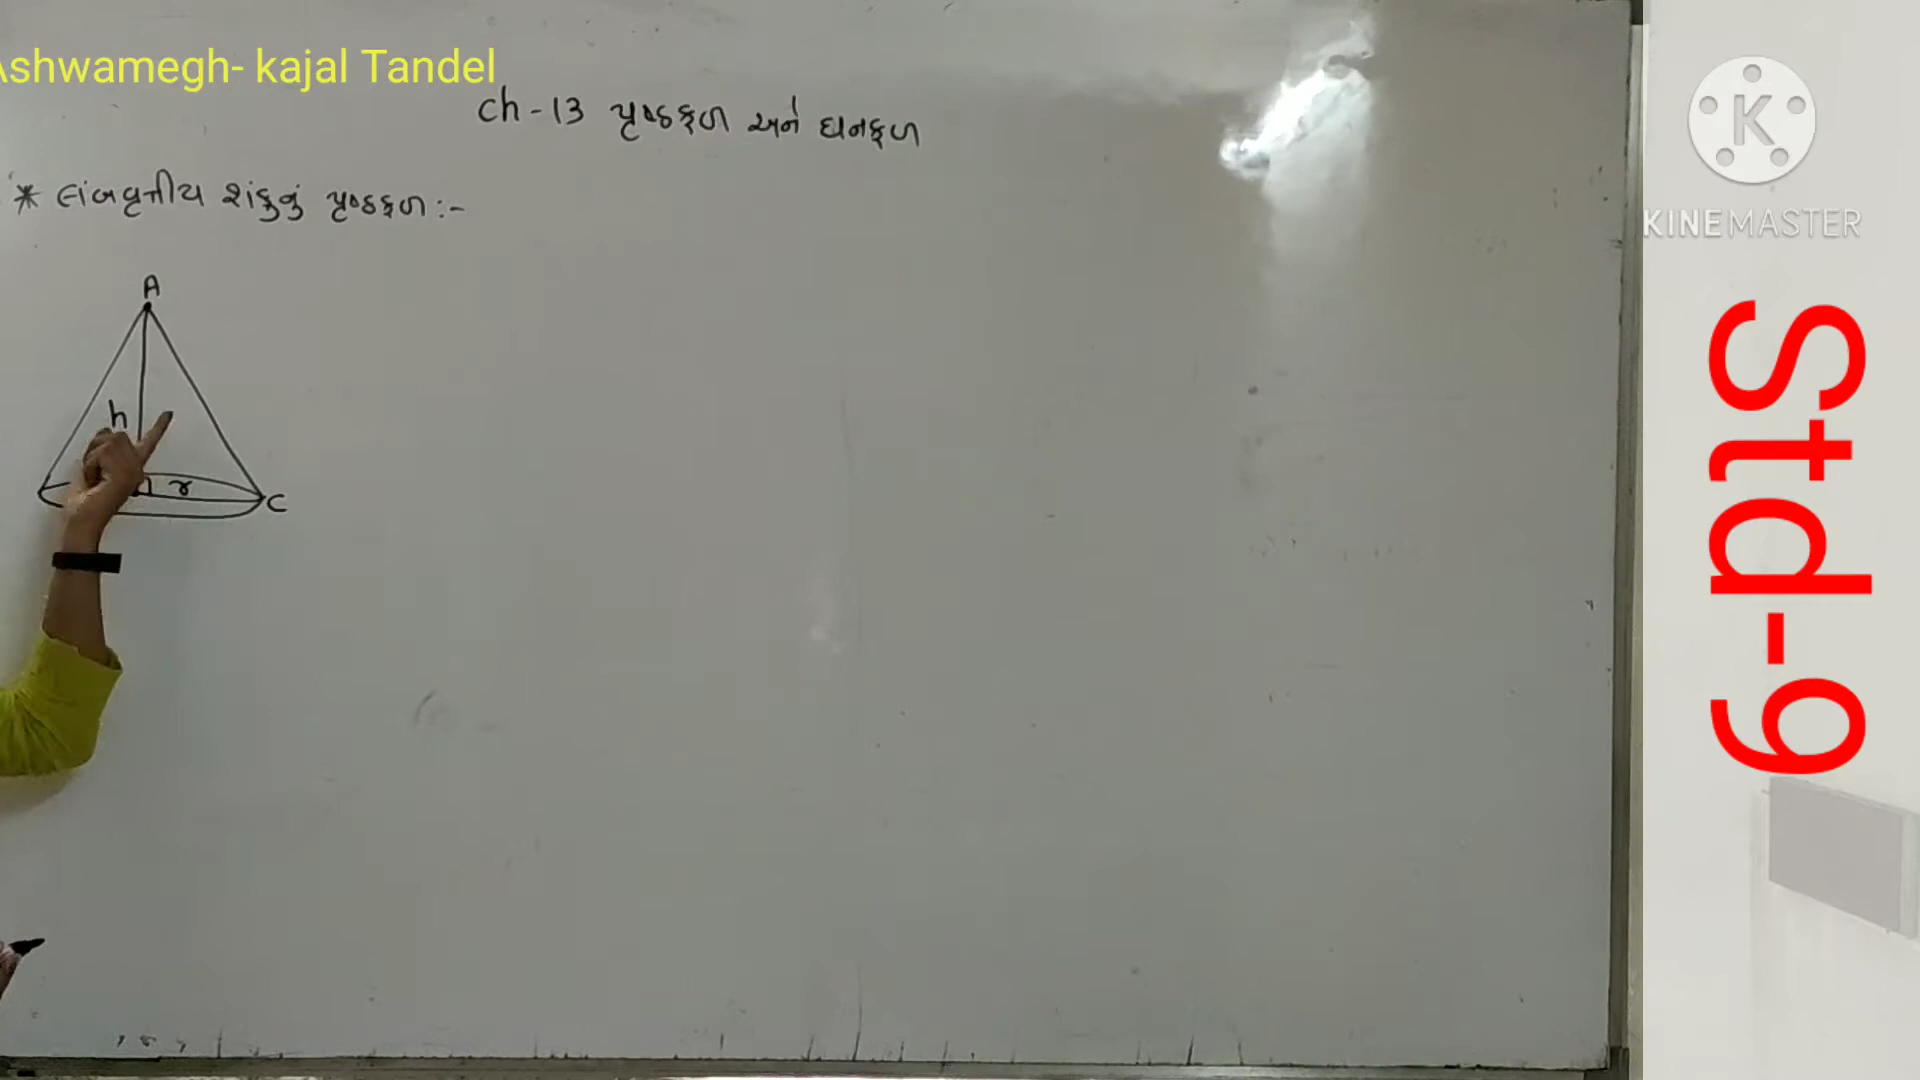 Ashwamegh- kajal Tandel
ch-13 પૃષ્ઠફળ અને ઘનફળ
* લંબવૃત્તીય શંકુનું પૃષ્ઠફળ:-
A
h
r
C
K
KINEMASTER
Std-9